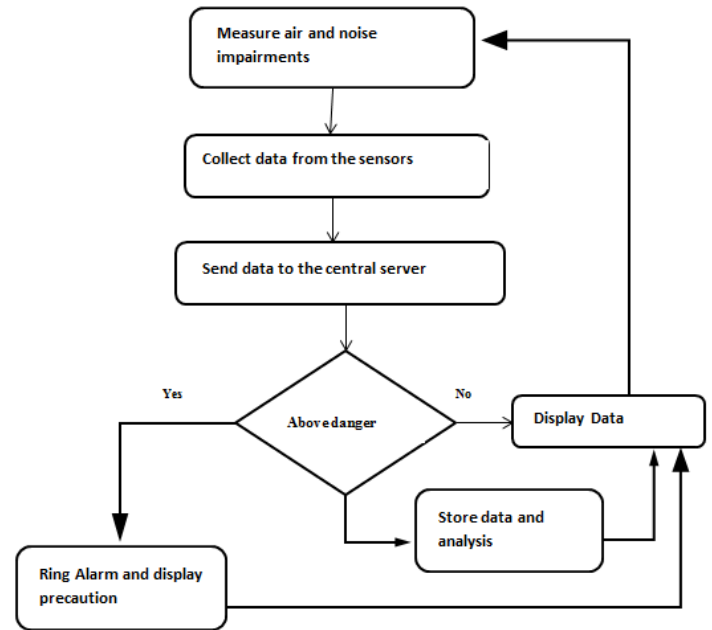 Measure air and noise
impairments
Collect data from the sensors
Send data to the central server
Yes
No
Above danger
Display Data
Store data and
analysis
Ring Alarm and display
precaution